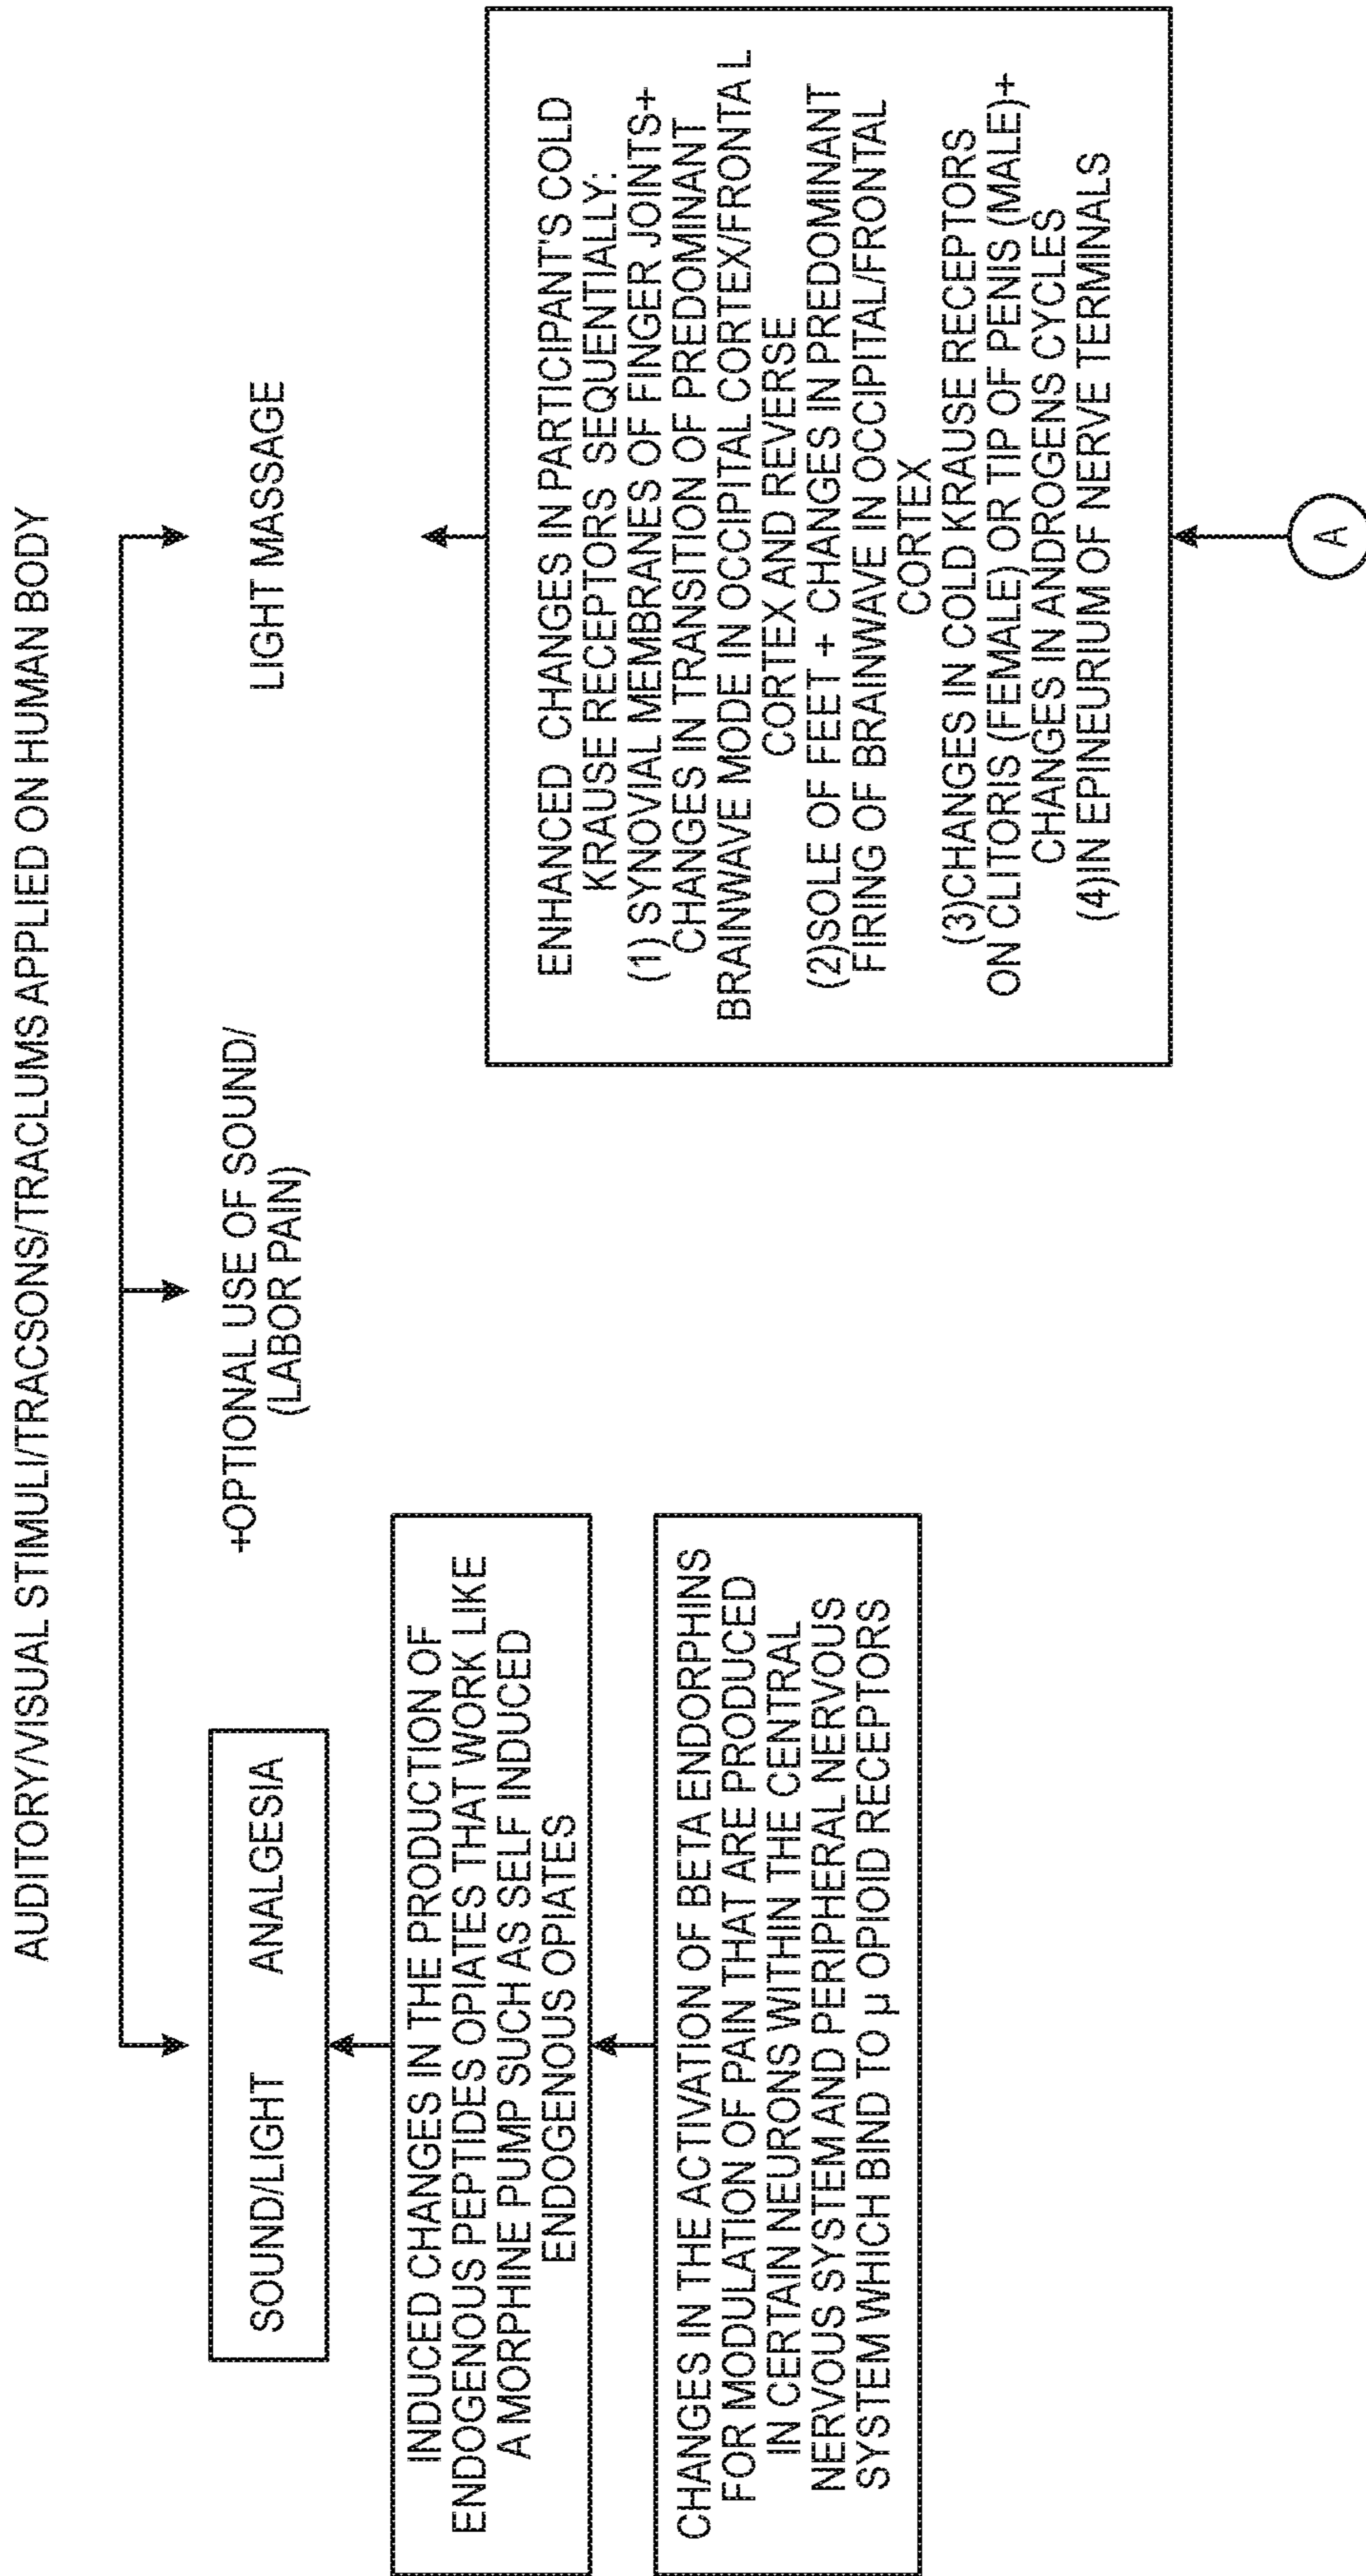 AUDITORY/VISUAL STIMULI/TRACSONS/TRACLUMS APPLIED ON HUMAN BODY
SOUND/LIGHT ANALGESIA
INDUCED CHANGES IN THE PRODUCTION OF
ENDOGENOUS PEPTIDES OPIATES THAT WORK LIKE
A MORPHINE PUMP SUCH AS SELF INDUCED
ENDOGENOUS OPIATES
CHANGES IN THE ACTIVATION OF BETA ENDORPHINS
FOR MODULATION OF PAIN THAT ARE PRODUCED
IN CERTAIN NEURONS WITHIN THE CENTRAL
NERVOUS SYSTEM AND PERIPHERAL NERVOUS
SYSTEM WHICH BIND TO µ OPIOID RECEPTORS
+OPTIONAL USE OF SOUND/
(LABOR PAIN)
LIGHT MASSAGE
ENHANCED CHANGES IN PARTICIPANT'S COLD
KRAUSE RECEPTORS SEQUENTIALLY:
(1) SYNOVIAL MEMBRANES OF FINGER JOINTS+
CHANGES IN TRANSITION OF PREDOMINANT
BRAINWAVE MODE IN OCCIPITAL CORTEX/FRONTAL
CORTEX AND REVERSE
(2)SOLE OF FEET + CHANGES IN PREDOMINANT
FIRING OF BRAINWAVE IN OCCIPITAL/FRONTAL
CORTEX
(3)CHANGES IN COLD KRAUSE RECEPTORS
ON CLITORIS (FEMALE) OR TIP OF PENIS (MALE)+
CHANGES IN ANDROGENS CYCLES
(4)IN EPINEURIUM OF NERVE TERMINALS
A